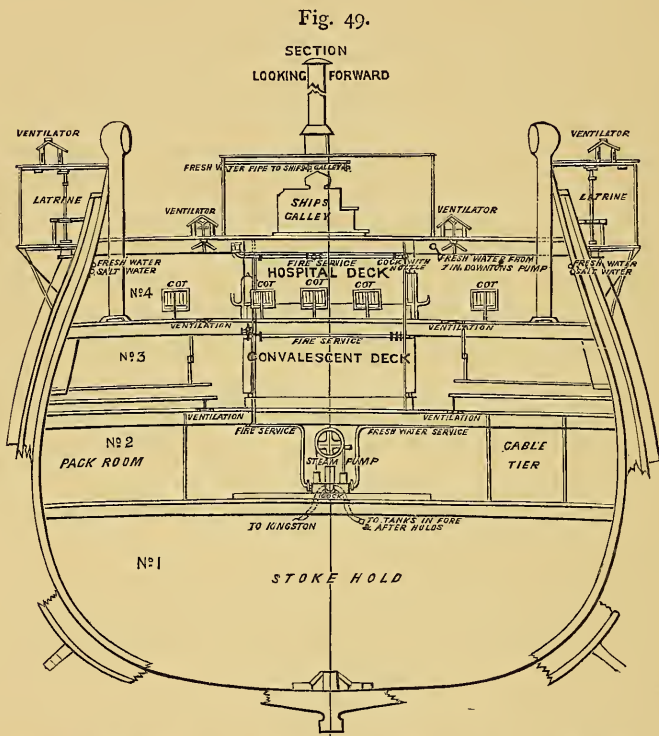 Fig. 49.
SECTION
LOOKING FORWARD
VENTILATOR
VENTILATOR
FRESH WATER PIPE TO SHIPS GALLEY
LATRINE
SHIPS
GALLEY
LATRINE
VENTILATOR
VENTILATOR
FRESH WATER
SALT WATER
FIRE SERVICE
COCK WITH
NOZZLE
FRESH WATER FROM
7 IN. DOWNTONS PUMP
FRESH WATER
SALT WATER
HOSPITAL DECK
Nº4
COT
COT
COT
COT
COT
VENTILATION
FIRE SERVICE
VENTILATION
Nº3
CONVALESCENT DECK
VENTILATION
VENTILATION
FIRE SERVICE
FRESH WATER SERVICE
Nº2
PACK ROOM
STEAM PUMP
CABLE
TIER
COCK
TO KINGSTON
TO TANKS IN FORE
& AFTER HOLDS
Nº1
STOKE HOLD